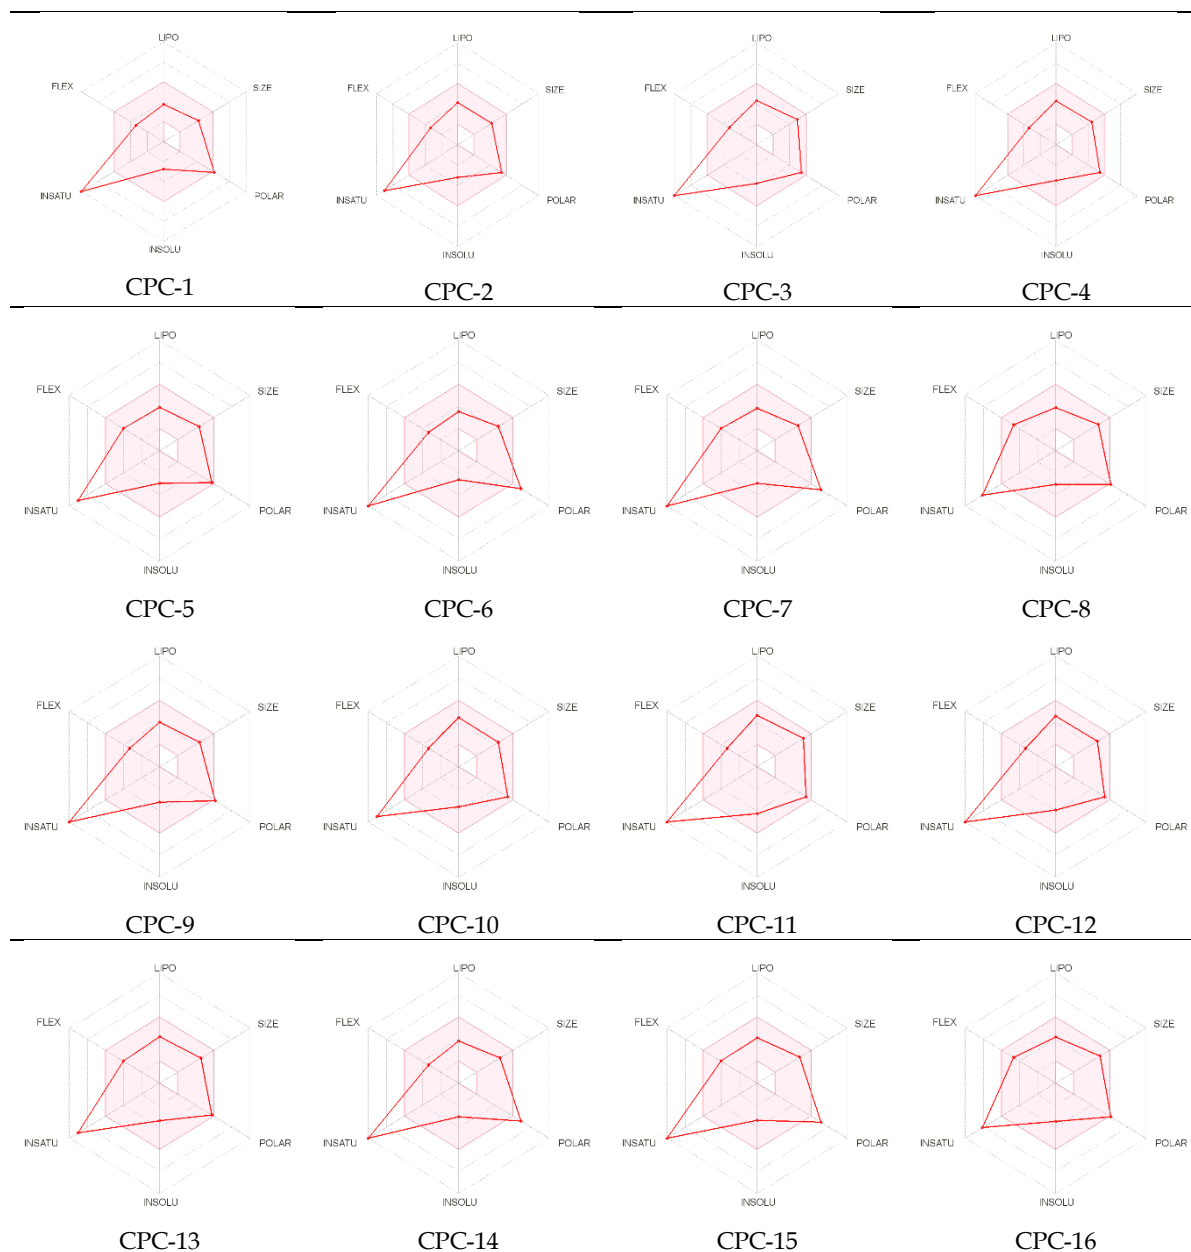 LIPO LIPO LIPO LIPO
FLEX SIZE FLEX SIZE FLEX SIZE FLEX SIZE
INSATU POLAR INSATU POLAR INSATU POLAR INSATU POLAR
INSOLU INSOLU INSOLU INSOLU
CPC-1 CPC-2 CPC-3 CPC-4
LIPO LIPO LIPO LIPO
FLEX SIZE FLEX SIZE FLEX SIZE FLEX SIZE
INSATU POLAR INSATU POLAR INSATU POLAR INSATU POLAR
INSOLU INSOLU INSOLU INSOLU
CPC-5 CPC-6 CPC-7 CPC-8
LIPO LIPO LIPO LIPO
FLEX SIZE FLEX SIZE FLEX SIZE FLEX SIZE
INSATU POLAR INSATU POLAR INSATU POLAR INSATU POLAR
INSOLU INSOLU INSOLU INSOLU
CPC-9 CPC-10 CPC-11 CPC-12
LIPO LIPO LIPO LIPO
FLEX SIZE FLEX SIZE FLEX SIZE FLEX SIZE
INSATU POLAR INSATU POLAR INSATU POLAR INSATU POLAR
INSOLU INSOLU INSOLU INSOLU
CPC-13 CPC-14 CPC-15 CPC-16